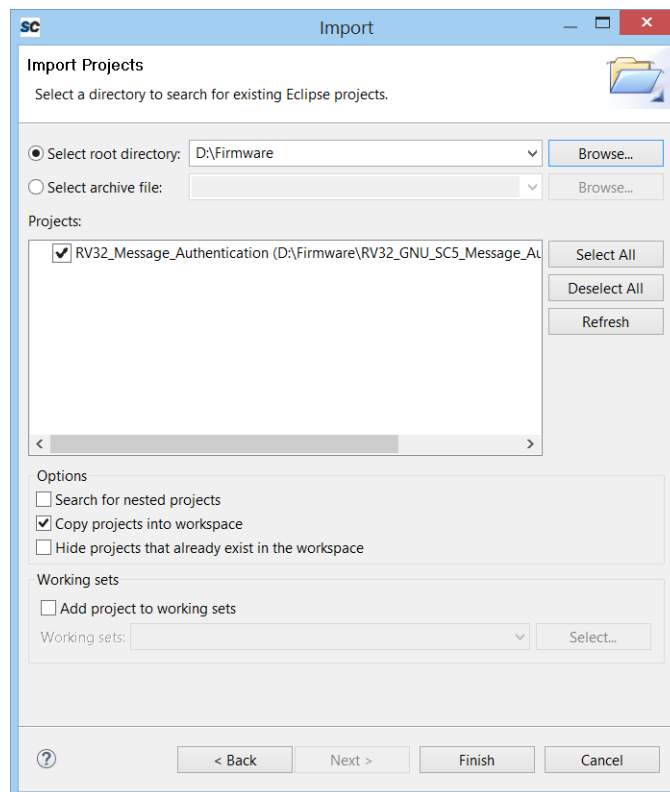 SC Import
Import Projects
Select a directory to search for existing Eclipse projects.
Select root directory: D:\Firmware Browse...
Select archive file: Browse...
Projects:
RV32_Message_Authentication (D:\Firmware\RV32_GNU_SC5_Message_Au
Select All
Deselect All
Refresh
Options
Search for nested projects
Copy projects into workspace
Hide projects that already exist in the workspace
Working sets
Add project to working sets
Working sets: Select...
? < Back Next > Finish Cancel